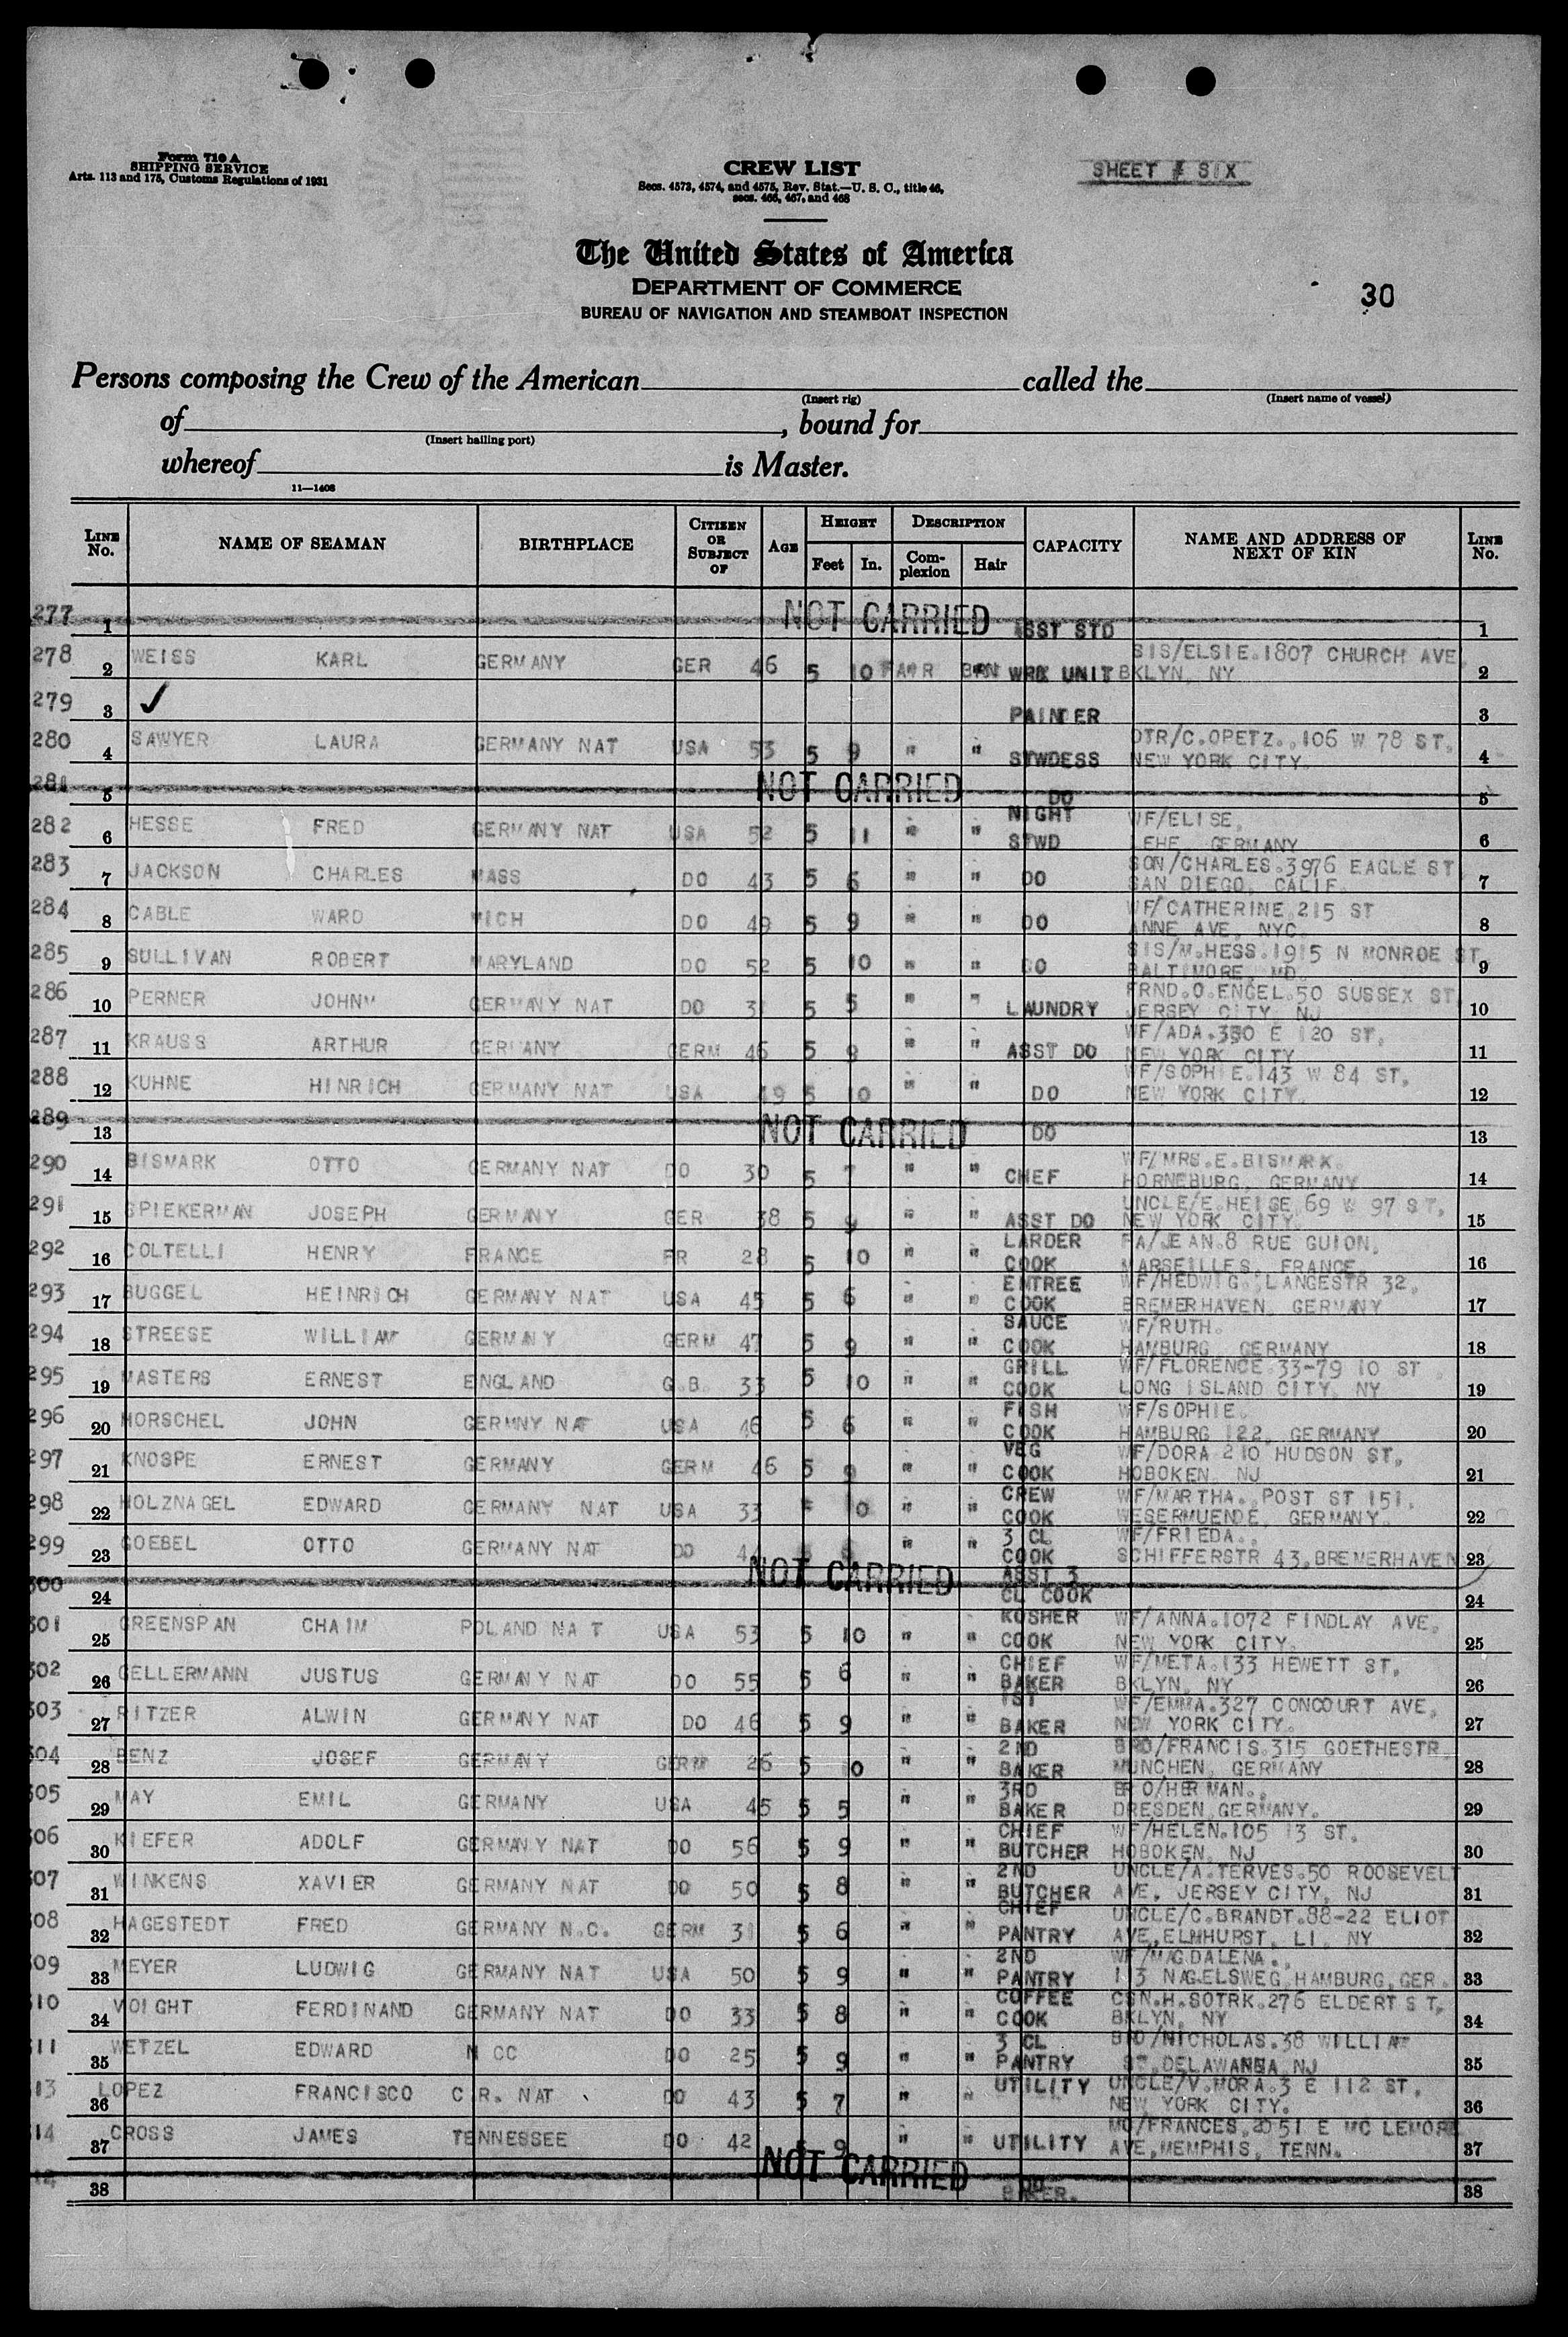 Form 710 A
SHIPPING SERVICE
Arts. 113 and 175, Customs Regulations of 1931
CREW LIST
Secs. 4573, 4574, and 4575, Rev. Stat.—U. S. C., title 46,
secs. 466, 467, and 468
SHEET # SIX
The United States of America
DEPARTMENT OF COMMERCE
BUREAU OF NAVIGATION AND STEAMBOAT INSPECTION
30
Persons composing the Crew of the American called the
(Insert rig) (Insert name of vessel)
of , bound for
(Insert hailing port)
whereof is Master.
11—1408
LINE No. NAME OF SEAMAN BIRTHPLACE CITIZEN OR SUBJECT OF AGE HEIGHT Feet In. DESCRIPTION Complexion Hair CAPACITY NAME AND ADDRESS OF NEXT OF KIN LINE No.
277 1 NOT CARRIED ASST STD 1
278 2 WEISS KARL GERMANY GER 46 5 10 FAIR BRN WRK UNIT SIS/ELSIE.1807 CHURCH AVE BKLYN, NY 2
279 3 ✓ PAINTER 3
280 4 SAWYER LAURA GERMANY NAT USA 53 5 9 " " STWDESS DTR/C.OPETZ.,106 W 78 ST, NEW YORK CITY. 4
281 5 NOT CARRIED DO 5
282 6 HESSE FRED GERMANY NAT USA 52 5 11 " " NIGHT STWD WF/ELISE, LEHE, GERMANY 6
283 7 JACKSON CHARLES MASS DO 43 5 6 " " DO SON/CHARLES.3976 EAGLE ST SAN DIEGO, CALIF. 7
284 8 CABLE WARD MICH DO 49 5 9 " " DO WF/CATHERINE,215 ST ANNE AVE, NYC. 8
285 9 SULLIVAN ROBERT MARYLAND DO 52 5 10 " " DO SIS/M.HESS.1915 N MONROE ST, BALTIMORE, MD. 9
286 10 PERNER JOHNM GERMANY NAT DO 5 5 " " LAUNDRY FRND.O.ENGEL.50 SUSSEX ST JERSEY CITY, NJ 10
287 11 KRAUSS ARTHUR GERMANY GERM 46 5 9 " " ASST DO WF/ADA.350 E 120 ST, NEW YORK CITY 11
288 12 KUHNE HINRICH GERMANY NAT USA 49 5 10 " " DO WF/SOPHIE.143 W 84 ST, NEW YORK CITY. 12
289 13 NOT CARRIED DO 13
290 14 BISMARK OTTO GERMANY NAT DO 30 5 7 " " CHEF WF/MRS.E.BISMARK. HORNEBURG, GERMANY 14
291 15 SPIEKERMAN JOSEPH GERMANY GER 38 5 9 " " ASST DO UNCLE/E.HEISE,69 W 97 ST, NEW YORK CITY. 15
292 16 COLTELLI HENRY FRANCE FR 28 5 10 " " LARDER COOK FA/JEAN.8 RUE GUION, MARSEILLES, FRANCE. 16
293 17 BUGGEL HEINRICH GERMANY NAT USA 45 5 6 " " ENTREE COOK WF/HEDWIG.,LANGESTR 32, BREMERHAVEN, GERMANY 17
294 18 STREESE WILLIAM GERMANY GERM 47 5 9 " " SAUCE COOK WF/RUTH. HAMBURG, GERMANY 18
295 19 MASTERS ERNEST ENGLAND G.B. 33 5 10 " " GRILL COOK WF/FLORENCE.33-79 10 ST LONG ISLAND CITY, NY 19
296 20 HORSCHEL JOHN GERMNY NAT USA 46 5 6 " " FISH COOK WF/SOPHIE. HAMBURG 122, GERMANY 20
297 21 KNOSPE ERNEST GERMANY GERM 46 5 9 " " VEG COOK WF/DORA 210 HUDSON ST, HOBOKEN, NJ 21
298 22 HOLZNAGEL EDWARD GERMANY NAT USA 33 5 10 " " CREW COOK WF/MARTHA., POST ST 151, WESERMUENDE, GERMANY. 22
299 23 GOEBEL OTTO GERMANY NAT DO " " 3 CL COOK WF/FRIEDA., SCHIFFERSTR 43,BREMERHAVEN 23
300 24 NOT CARRIED ASST 3 CL COOK 24
301 25 GREENSPAN CHAIM POLAND NAT USA 53 5 10 " " KOSHER COOK WF/ANNA.1072 FINDLAY AVE, NEW YORK CITY. 25
302 26 GELLERMANN JUSTUS GERMANY NAT DO 55 5 6 " " CHIEF BAKER WF/META.133 HEWETT ST, BKLYN, NY 26
303 27 RITZER ALWIN GERMANY NAT DO 46 5 9 " " 1ST BAKER WF/EMMA.327 CONCOURT AVE, NEW YORK CITY. 27
304 28 BENZ JOSEF GERMANY GERM 26 5 10 " " 2ND BAKER BRO/FRANCIS.315 GOETHESTR MUNCHEN, GERMANY 28
305 29 MAY EMIL GERMANY USA 45 5 5 " " 3RD BAKER BRO/HERMAN., DRESDEN,GERMANY. 29
306 30 KIEFER ADOLF GERMANY NAT DO 56 5 9 " " CHIEF BUTCHER WF/HELEN.105 13 ST, HOBOKEN, NJ 30
307 31 WINKENS XAVIER GERMANY NAT DO 50 5 8 " " 2ND BUTCHER UNCLE/A.TERVES.50 ROOSEVELT AVE, JERSEY CITY, NJ 31
308 32 HAGESTEDT FRED GERMANY N.C. GERM 31 5 6 " " CHIEF PANTRY UNCLE/C.BRANDT.88-22 ELIOT AVE,ELMHURST, LI, NY 32
309 33 MEYER LUDWIG GERMANY NAT USA 50 5 9 " " 2ND PANTRY WF/MAGDALENA., 113 NAGELSWEG,HAMBURG,GER. 33
310 34 VOIGHT FERDINAND GERMANY NAT DO 33 5 8 " " COFFEE COOK CSN.H.SOTRK.276 ELDERT ST, BKLYN, NY 34
311 35 WETZEL EDWARD N CC DO 25 5 9 " " 3 CL PANTRY BRO/NICHOLAS.38 WILLIAM ST,DELAWANNA,NJ 35
313 36 LOPEZ FRANCISCO C.R. NAT DO 43 5 7 " " UTILITY UNCLE/V.MORA.3 E 112 ST, NEW YORK CITY. 36
314 37 CROSS JAMES TENNESSEE DO 42 5 9 " " UTILITY MO/FRANCES,2051 E MC LEMORE AVE,MEMPHIS, TENN. 37
38 NOT CARRIED DO BAKER. 38